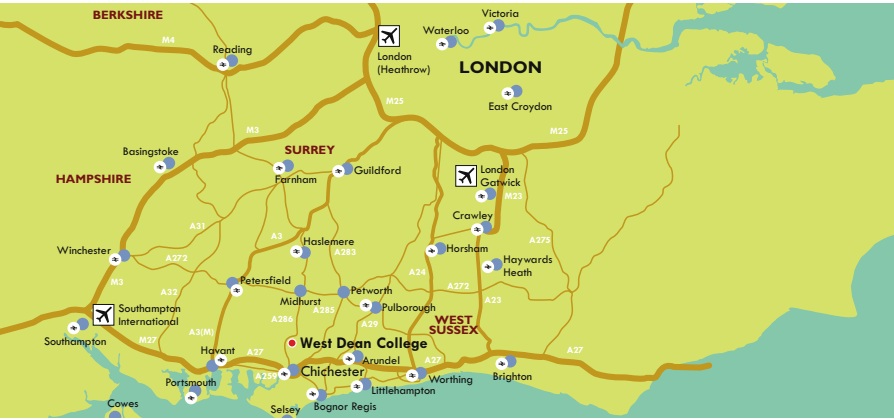 BERKSHIRE
Victoria
Waterloo
M4
Reading
London
(Heathrow)
LONDON
M25
East Croydon
M3
M25
Basingstoke
SURREY
HAMPSHIRE
Farnham
Guildford
London
Gatwick
M23
Crawley
A31
A3
Haslemere
A283
A275
Winchester
A272
Horsham
Haywards
Heath
M3
A32
Petersfield
A24
A272
Midhurst
Petworth
A23
Southampton
International
A286
A285
Pulborough
A29
WEST
SUSSEX
Southampton
M27
A3(M)
West Dean College
Havant
A27
Arundel
A27
A27
Portsmouth
A259
Chichester
Worthing
Brighton
Littlehampton
Cowes
Selsey
Bognor Regis